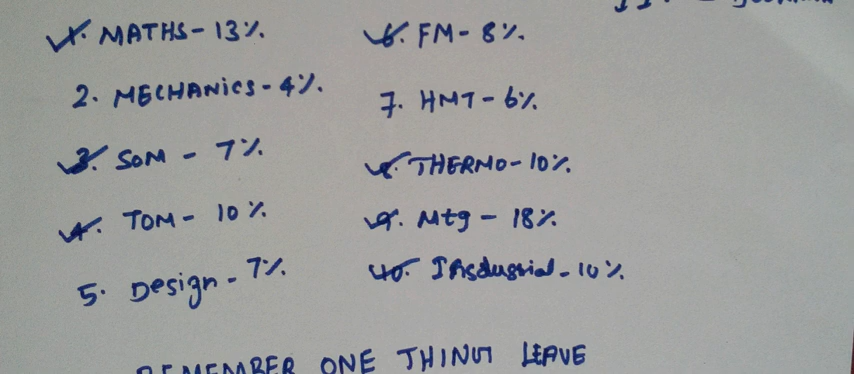 1. MATHS - 13%.
2. MECHANICS - 4%.
3. SOM - 7%.
4. TOM - 10%.
5. Design - 7%.
6. FM - 8%.
7. HMT - 6%.
8. THERMO - 10%.
9. Mtg - 18%.
10. - 10%.
REMEMBER ONE THING LEAVE